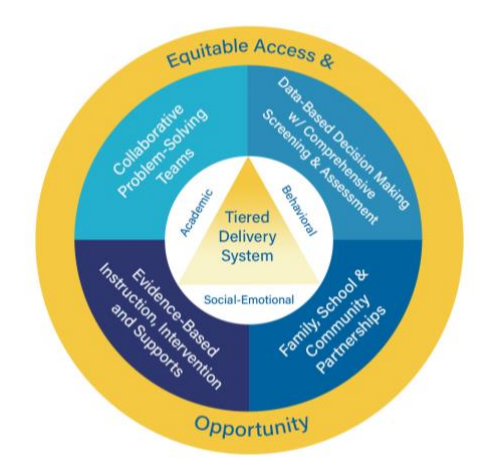 Equitable Access &
Collaborative
Problem-Solving
Teams
Data-Based Decision Making
w/ Comprehensive
Screening & Assessment
Academic
Behavioral
Tiered
Delivery
System
Social-Emotional
Evidence-Based
Instruction, Intervention
and Supports
Family, School &
Community
Partnerships
Opportunity